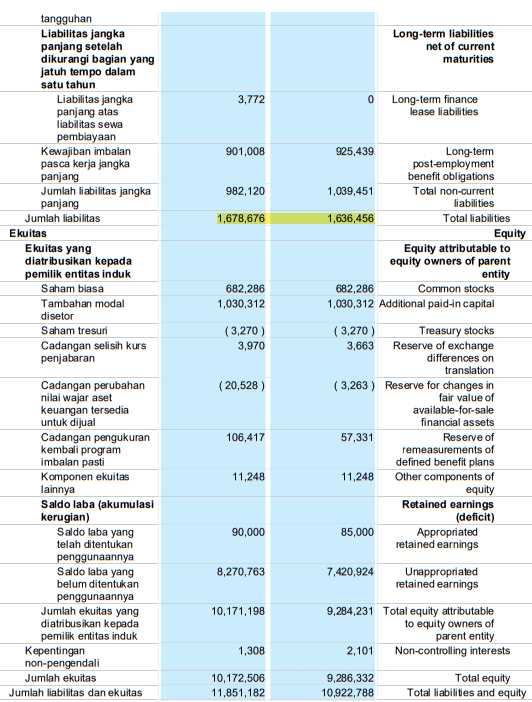 tangguhan
Liabilitas jangka panjang setelah dikurangi bagian yang jatuh tempo dalam satu tahun Long-term liabilities net of current maturities
Liabilitas jangka panjang atas liabilitas sewa pembiayaan 3,772 0 Long-term finance lease liabilities
Kewajiban imbalan pasca kerja jangka panjang 901,008 925,439 Long-term post-employment benefit obligations
Jumlah liabilitas jangka panjang 982,120 1,039,451 Total non-current liabilities
Jumlah liabilitas 1,678,676 1,636,456 Total liabilities
Ekuitas Equity
Ekuitas yang diatribusikan kepada pemilik entitas induk Equity attributable to equity owners of parent entity
Saham biasa 682,286 682,286 Common stocks
Tambahan modal disetor 1,030,312 1,030,312 Additional paid-in capital
Saham tresuri ( 3,270 ) ( 3,270 ) Treasury stocks
Cadangan selisih kurs penjabaran 3,970 3,663 Reserve of exchange differences on translation
Cadangan perubahan nilai wajar aset keuangan tersedia untuk dijual ( 20,528 ) ( 3,263 ) Reserve for changes in fair value of available-for-sale financial assets
Cadangan pengukuran kembali program imbalan pasti 106,417 57,331 Reserve of remeasurements of defined benefit plans
Komponen ekuitas lainnya 11,248 11,248 Other components of equity
Saldo laba (akumulasi kerugian) Retained earnings (deficit)
Saldo laba yang telah ditentukan penggunaannya 90,000 85,000 Appropriated retained earnings
Saldo laba yang belum ditentukan penggunaannya 8,270,763 7,420,924 Unappropriated retained earnings
Jumlah ekuitas yang diatribusikan kepada pemilik entitas induk 10,171,198 9,284,231 Total equity attributable to equity owners of parent entity
Kepentingan non-pengendali 1,308 2,101 Non-controlling interests
Jumlah ekuitas 10,172,506 9,286,332 Total equity
Jumlah liabilitas dan ekuitas 11,851,182 10,922,788 Total liabilities and equity